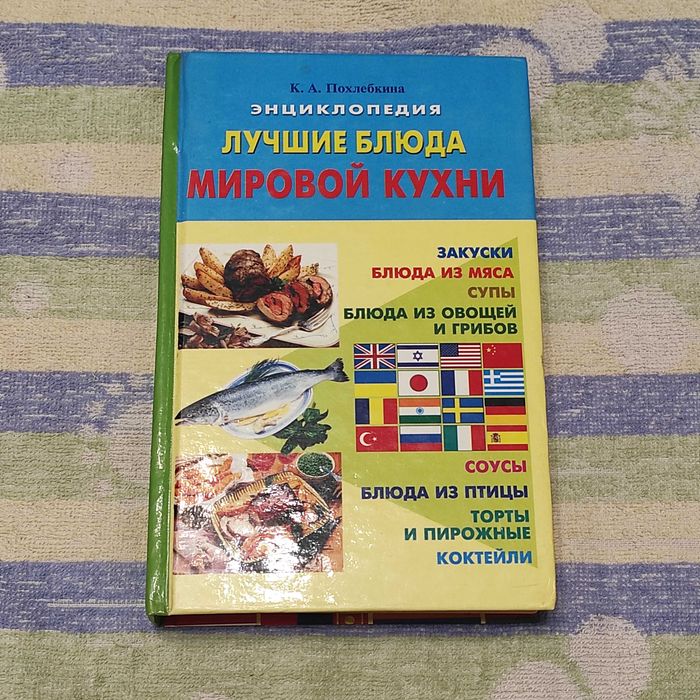 К. А. Похлебкина
ЭНЦИКЛОПЕДИЯ
ЛУЧШИЕ БЛЮДА
МИРОВОЙ КУХНИ
ЗАКУСКИ
БЛЮДА ИЗ МЯСА
СУПЫ
БЛЮДА ИЗ ОВОЩЕЙ
И ГРИБОВ
СОУСЫ
БЛЮДА ИЗ ПТИЦЫ
ТОРТЫ
И ПИРОЖНЫЕ
КОКТЕЙЛИ